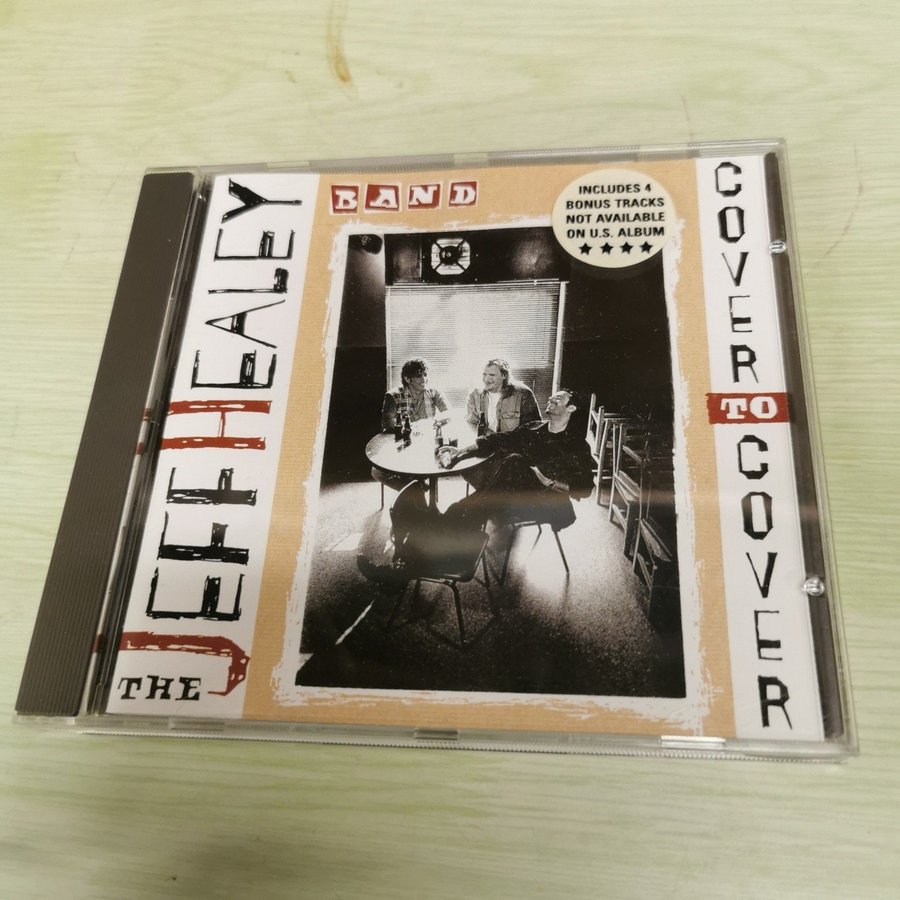 THE JEFF HEALEY
BAND
INCLUDES 4
BONUS TRACKS
NOT AVAILABLE
ON U.S. ALBUM
★★★★
COVER TO COVER